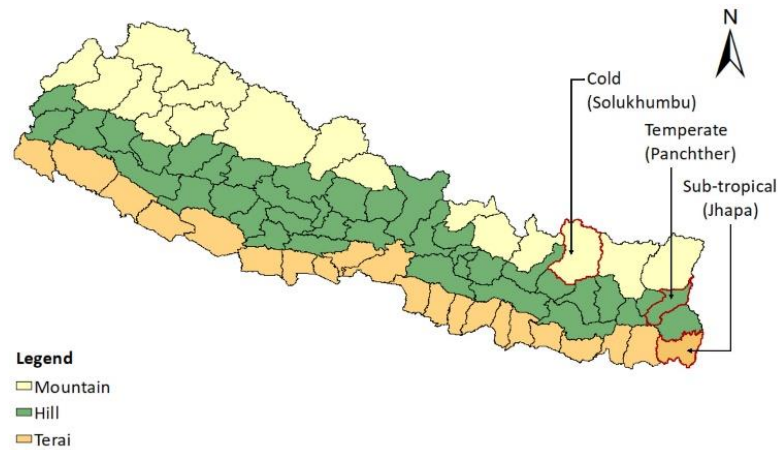 N
Cold
(Solukhumbu)
Temperate
(Panchther)
Sub-tropical
(Jhapa)
Legend
Mountain
Hill
Terai